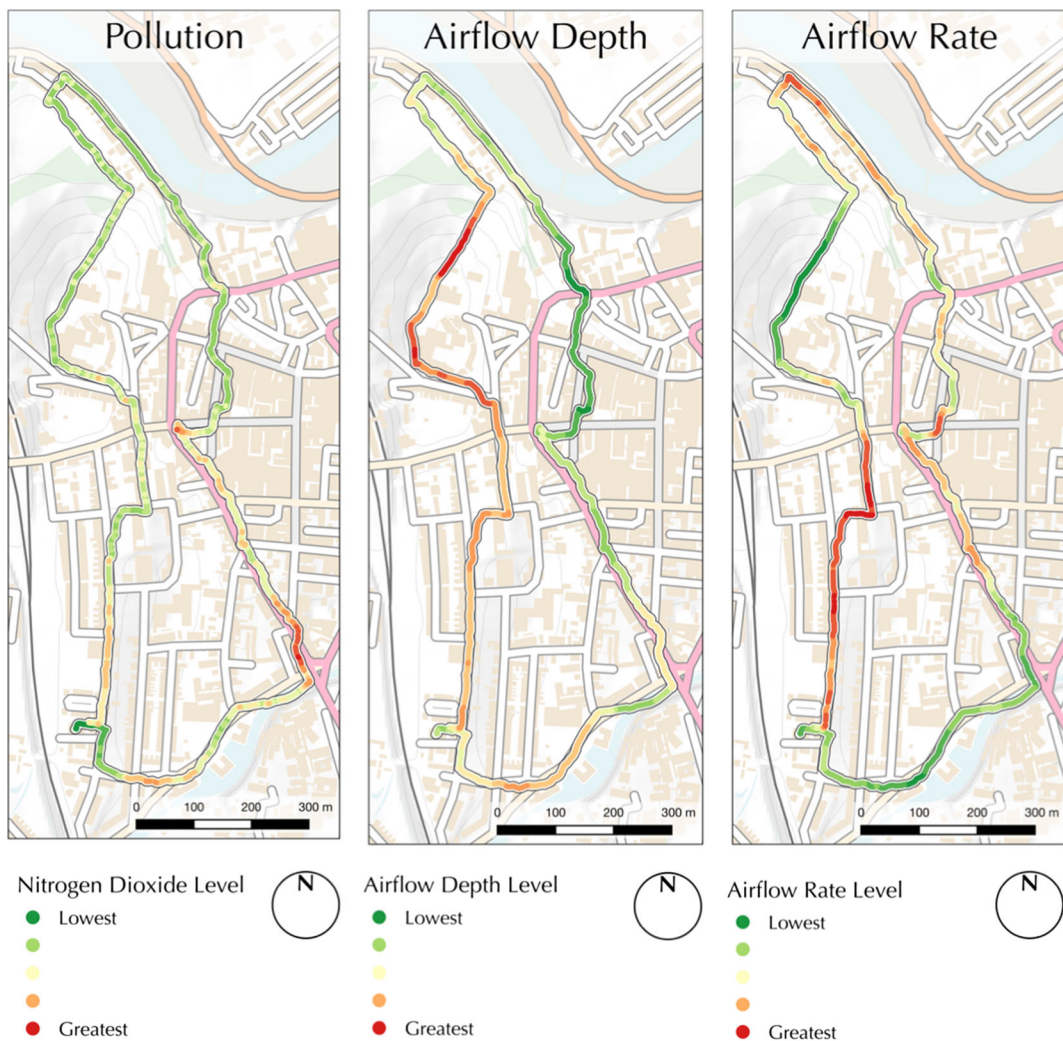 Pollution
0 100 200 300 m
Nitrogen Dioxide Level
N
Lowest
Greatest
Airflow Depth
0 100 200 300 m
Airflow Depth Level
N
Lowest
Greatest
Airflow Rate
0 100 200 300 m
Airflow Rate Level
N
Lowest
Greatest